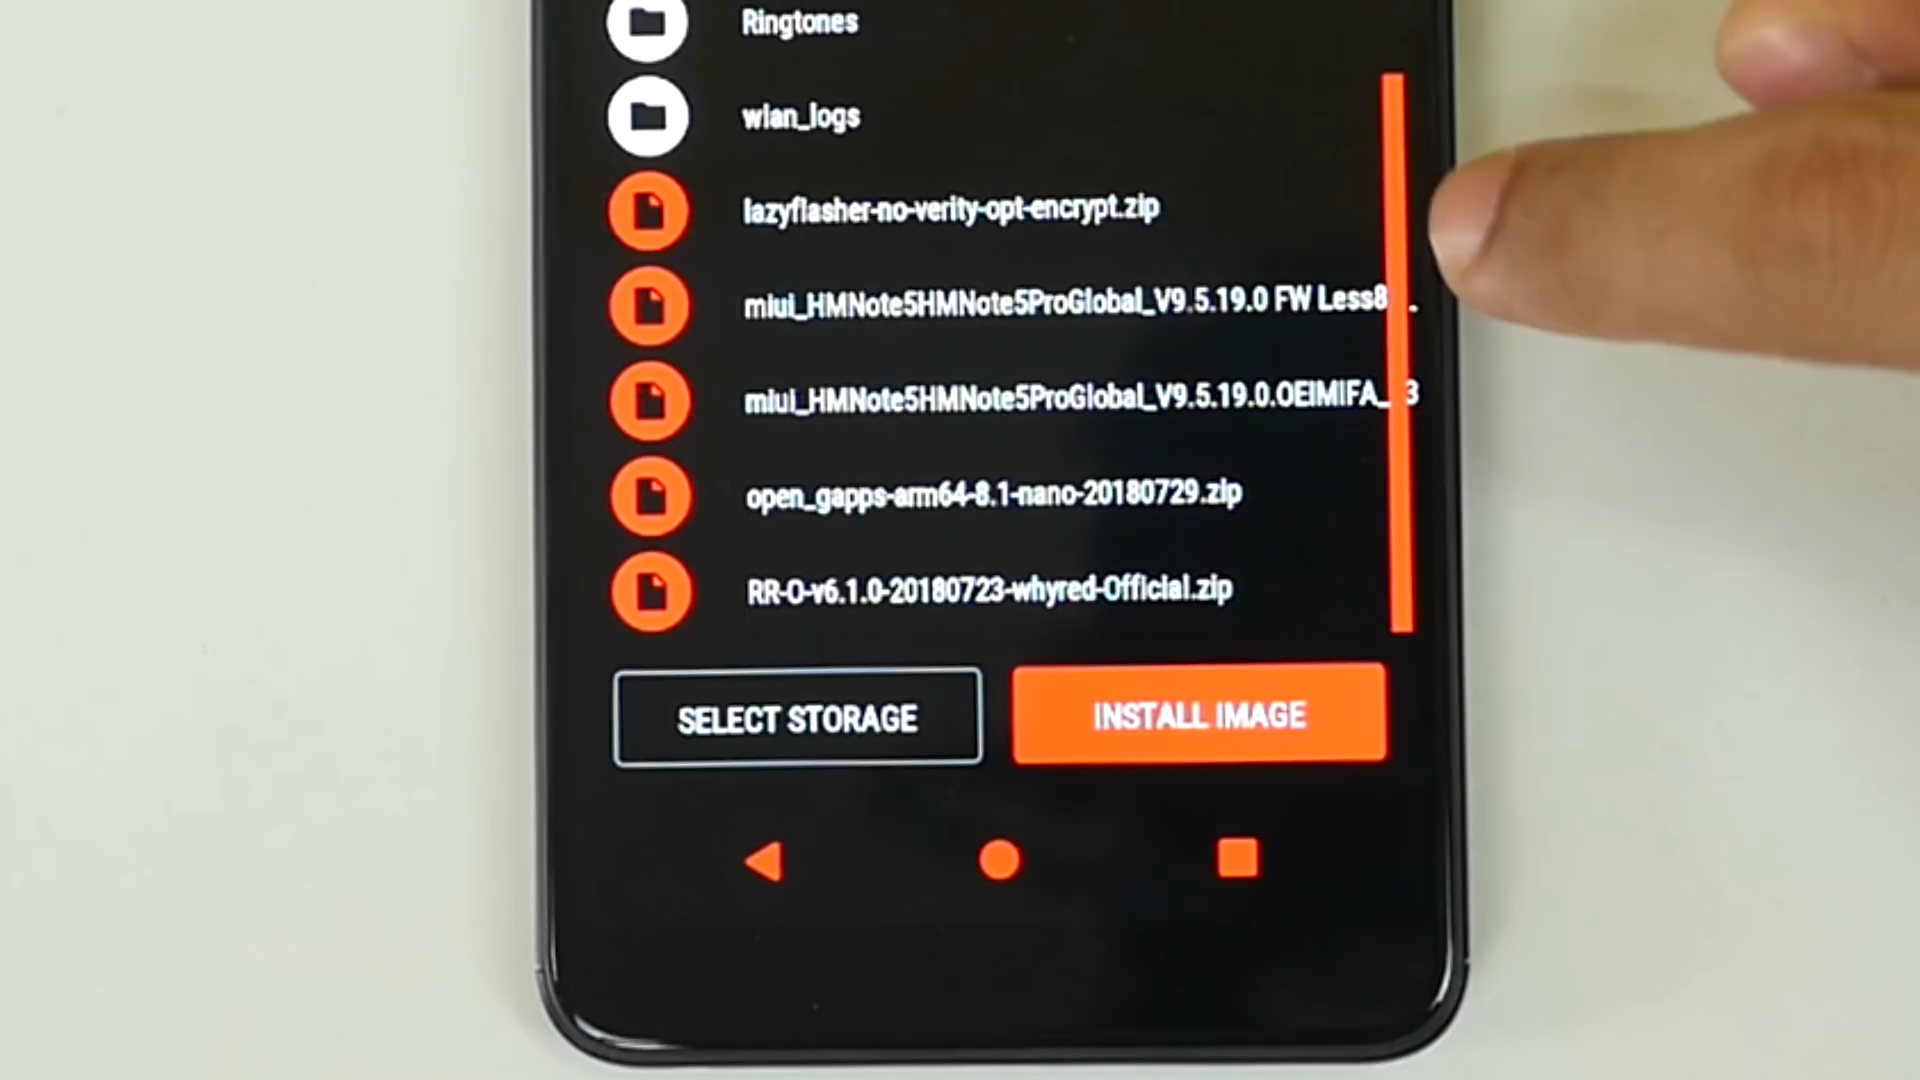 Ringtones
wlan_logs
lazyflasher-no-verity-opt-encrypt.zip
miui_HMNote5HMNote5ProGlobal_V9.5.19.0 FW Less8
miui_HMNote5HMNote5ProGlobal_V9.5.19.0.OEIMIFA_ 3
open_gapps-arm64-8.1-nano-20180729.zip
RR-O-v6.1.0-20180723-whyred-Official.zip
SELECT STORAGE
INSTALL IMAGE